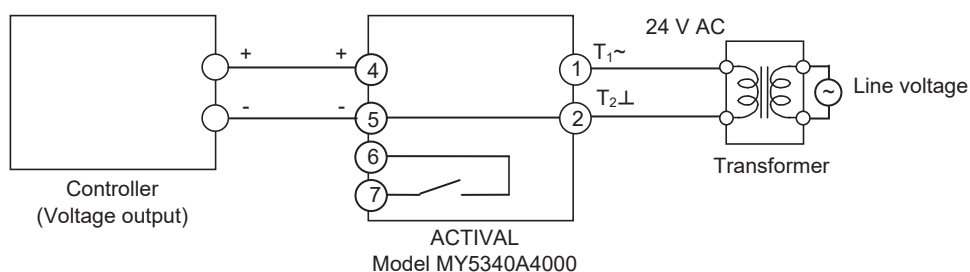 24 V AC
+ +
T₁~
4
1
~
Line voltage
- -
T₂⊥
5
2
6
7
Transformer
Controller
(Voltage output)
ACTIVAL
Model MY5340A4000